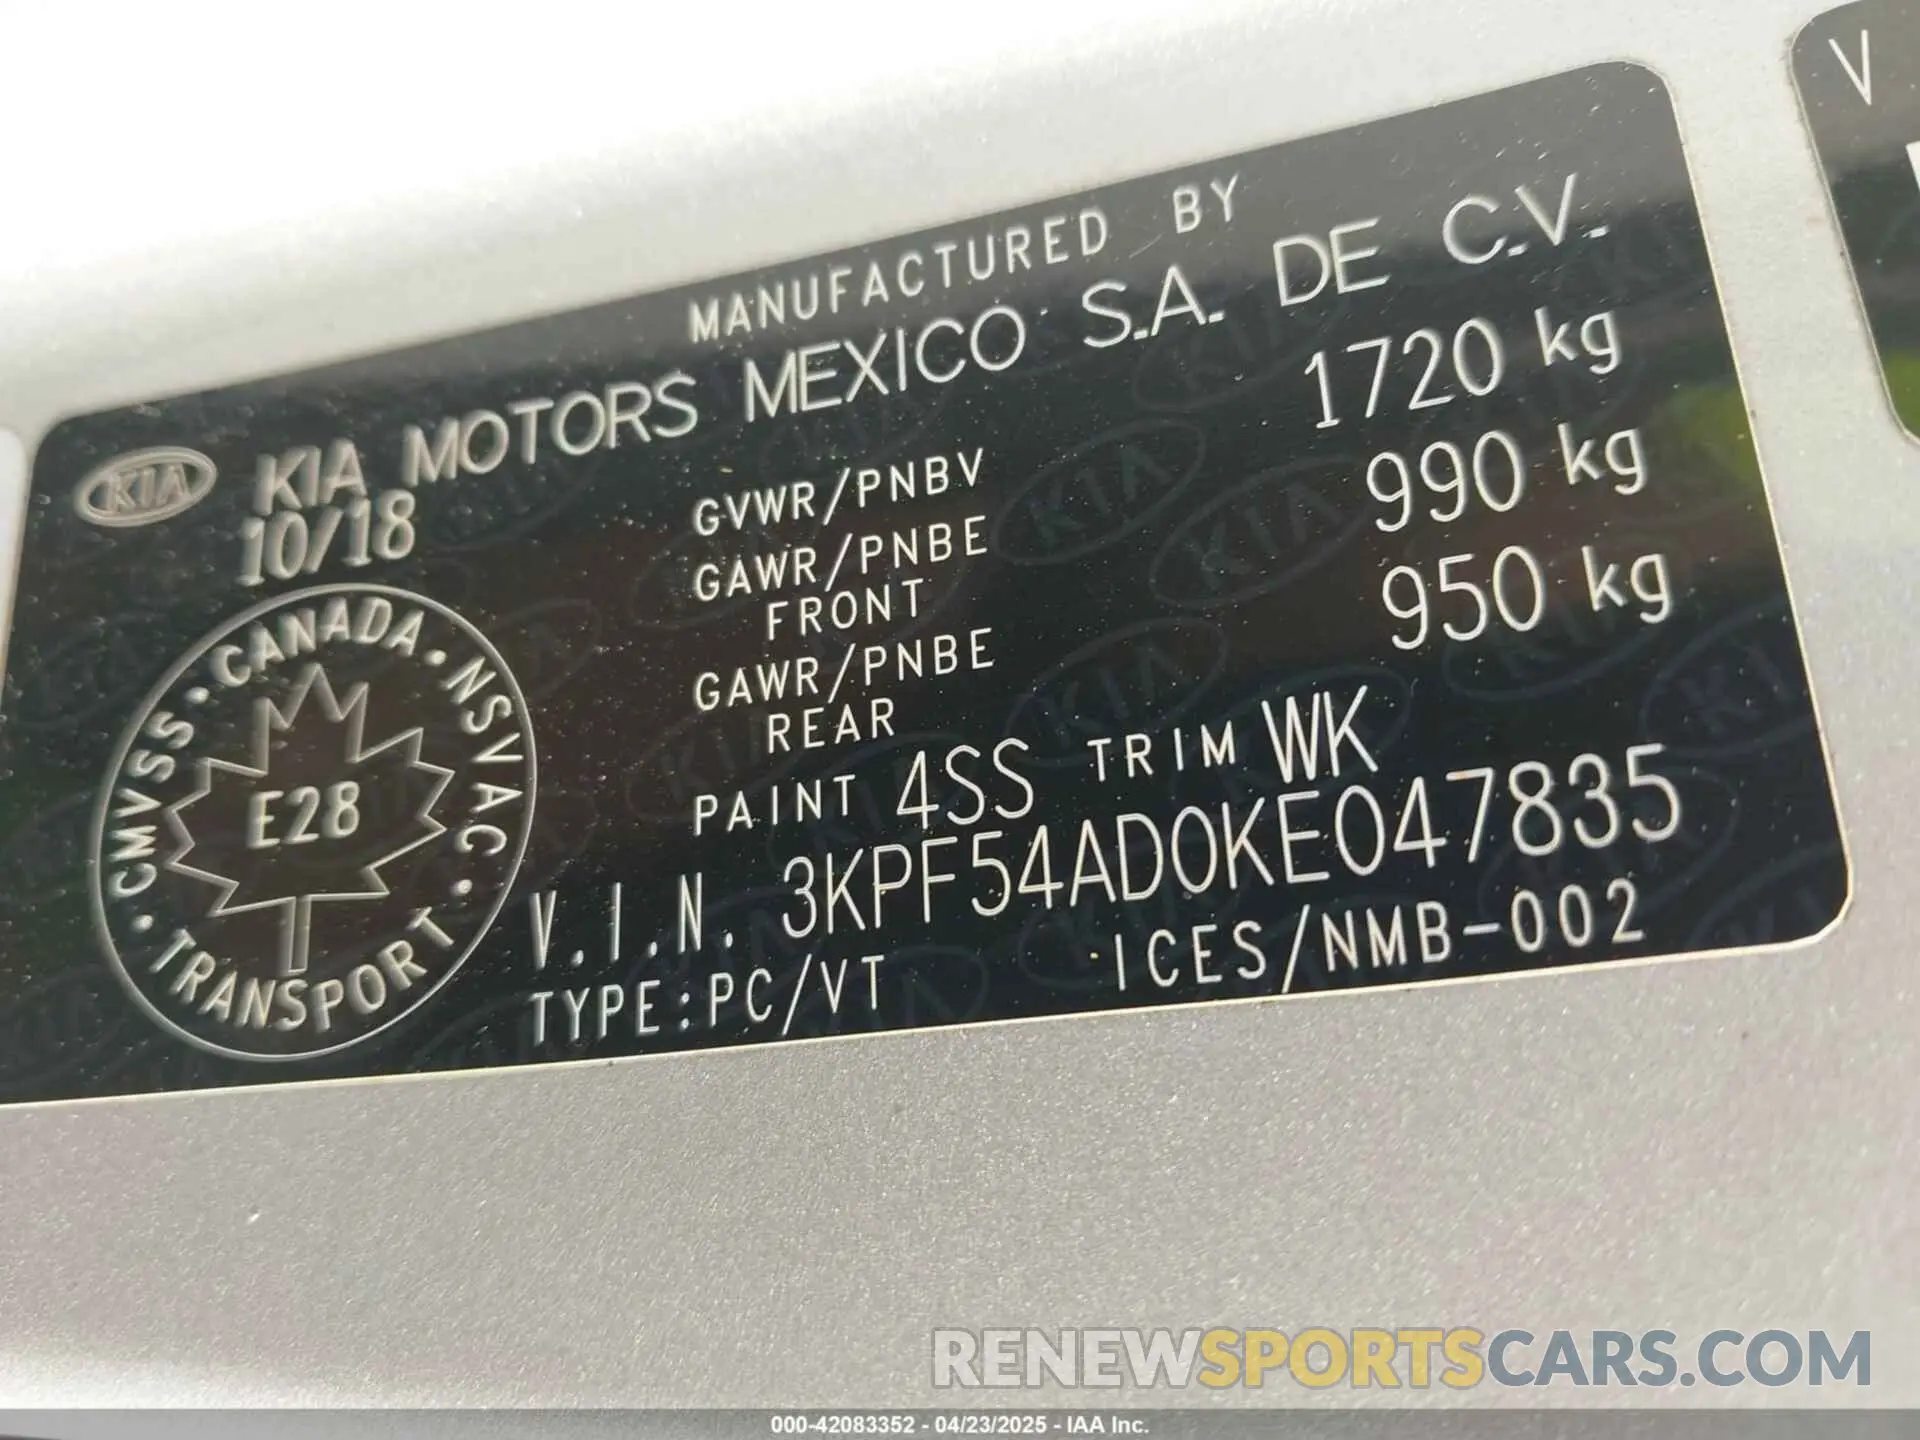 MANUFACTURED BY
KIA KIA MOTORS MEXICO S.A. DE C.V.
10/18
GVWR/PNBV 1720 kg
GAWR/PNBE 990 kg
FRONT
GAWR/PNBE 950 kg
REAR
PAINT 4SS TRIM WK
V.I.N. 3KPF54AD0KE047835
TYPE:PC/VT ICES/NMB-002
CMVSS · CANADA · NSVAC ·
TRANSPORT
E28
V
RENEWSPORTSCARS.COM
000-42083352 - 04/23/2025 - IAA Inc.